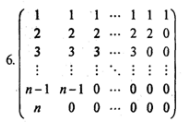 1 1 1 ⋯ 1 1 1
2 2 2 ⋯ 2 2 0
3 3 3 ⋯ 3 0 0
6. ⋮ ⋮ ⋮ ⋱ ⋮ ⋮ ⋮
n−1 n−1 0 ⋯ 0 0 0
n 0 0 ⋯ 0 0 0